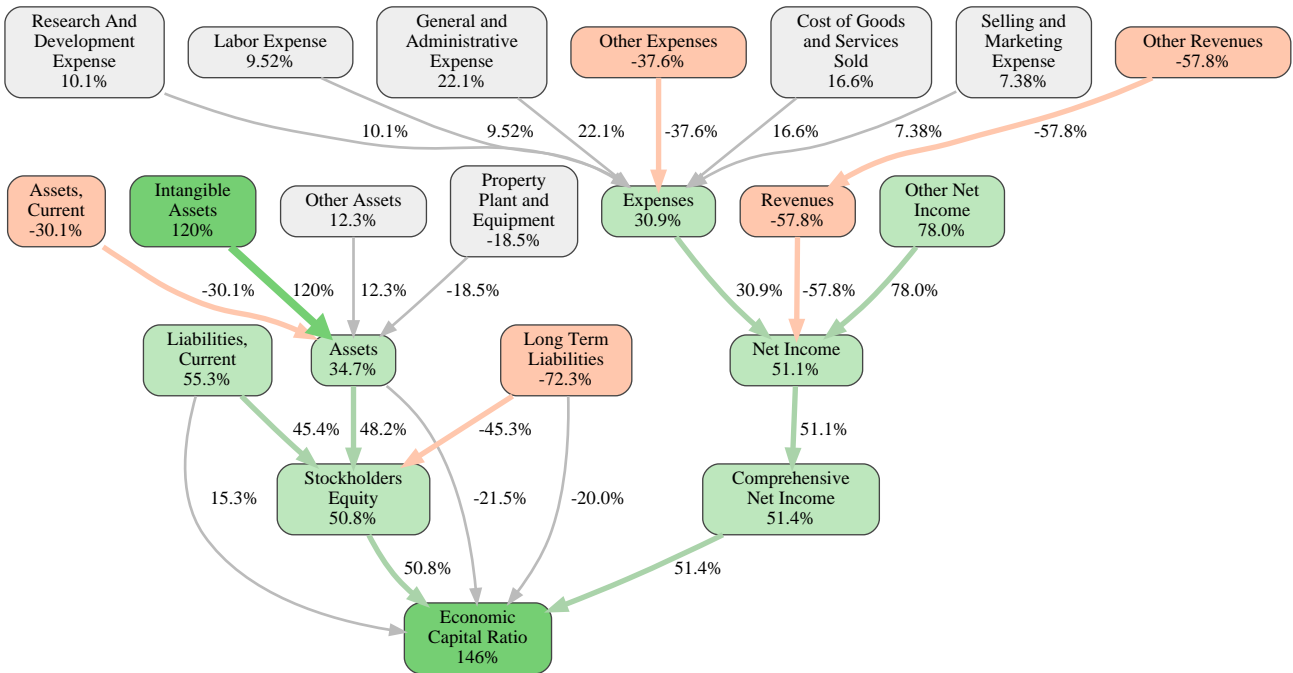 Research And
Development
Expense
10.1%
Labor Expense
9.52%
General and
Administrative
Expense
22.1%
Other Expenses
-37.6%
Cost of Goods
and Services
Sold
16.6%
Selling and
Marketing
Expense
7.38%
Other Revenues
-57.8%
10.1%
9.52%
22.1%
-37.6%
16.6%
7.38%
-57.8%
Assets,
Current
-30.1%
Intangible
Assets
120%
Other Assets
12.3%
Property
Plant and
Equipment
-18.5%
Expenses
30.9%
Revenues
-57.8%
Other Net
Income
78.0%
-30.1%
120%
12.3%
-18.5%
30.9%
-57.8%
78.0%
Liabilities,
Current
55.3%
Assets
34.7%
Long Term
Liabilities
-72.3%
Net Income
51.1%
45.4%
48.2%
-45.3%
51.1%
15.3%
Stockholders
Equity
50.8%
-21.5%
-20.0%
Comprehensive
Net Income
51.4%
50.8%
51.4%
Economic
Capital Ratio
146%